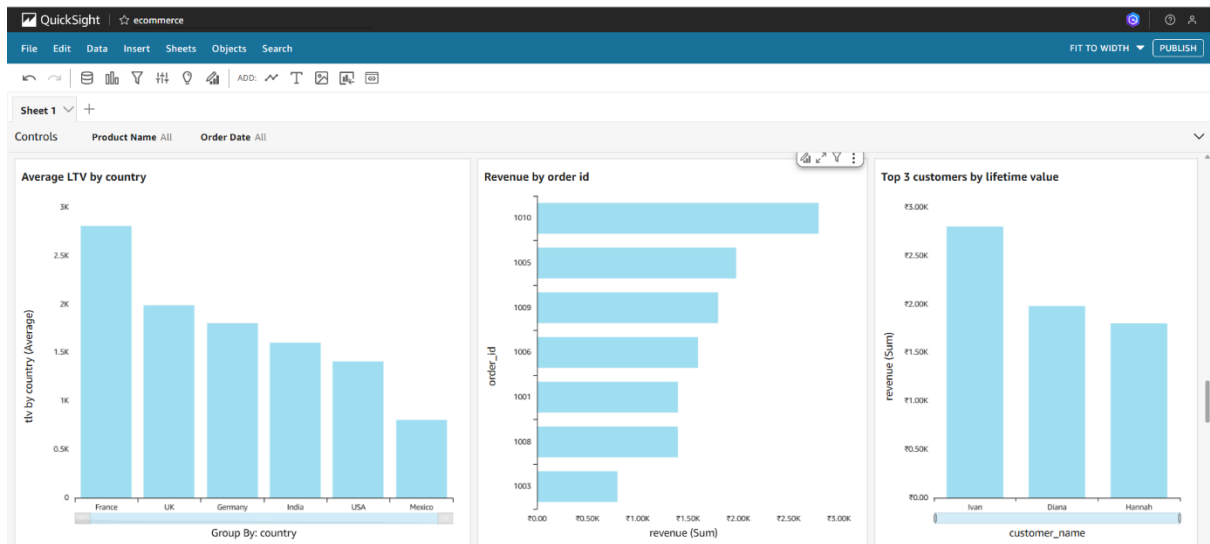 QuickSight ecommerce
File Edit Data Insert Sheets Objects Search FIT TO WIDTH PUBLISH
ADD: T
Sheet 1
Controls Product Name All Order Date All
Average LTV by country
tlv by country (Average)
3K
2.5K
2K
1.5K
1K
0.5K
0
France UK Germany India USA Mexico
Group By: country
Revenue by order id
order_id
1010
1005
1009
1006
1001
1008
1003
₹0.00 ₹0.50K ₹1.00K ₹1.50K ₹2.00K ₹2.50K ₹3.00K
revenue (Sum)
Top 3 customers by lifetime value
revenue (Sum)
₹3.00K
₹2.50K
₹2.00K
₹1.50K
₹1.00K
₹0.50K
₹0.00
Ivan Diana Hannah
customer_name